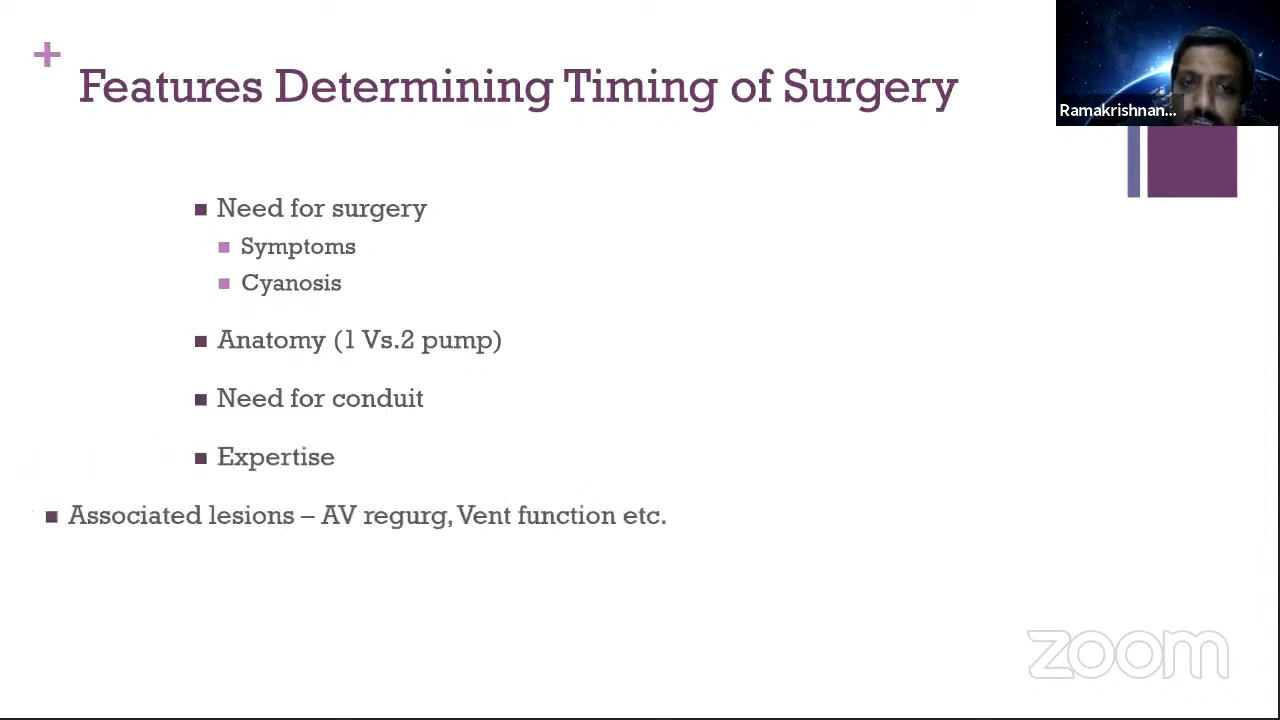 +
Features Determining Timing of Surgery
Ramakrishnan...
Need for surgery
Symptoms
Cyanosis
Anatomy (1 Vs.2 pump)
Need for conduit
Expertise
Associated lesions – AV regurg, Vent function etc.
zoom